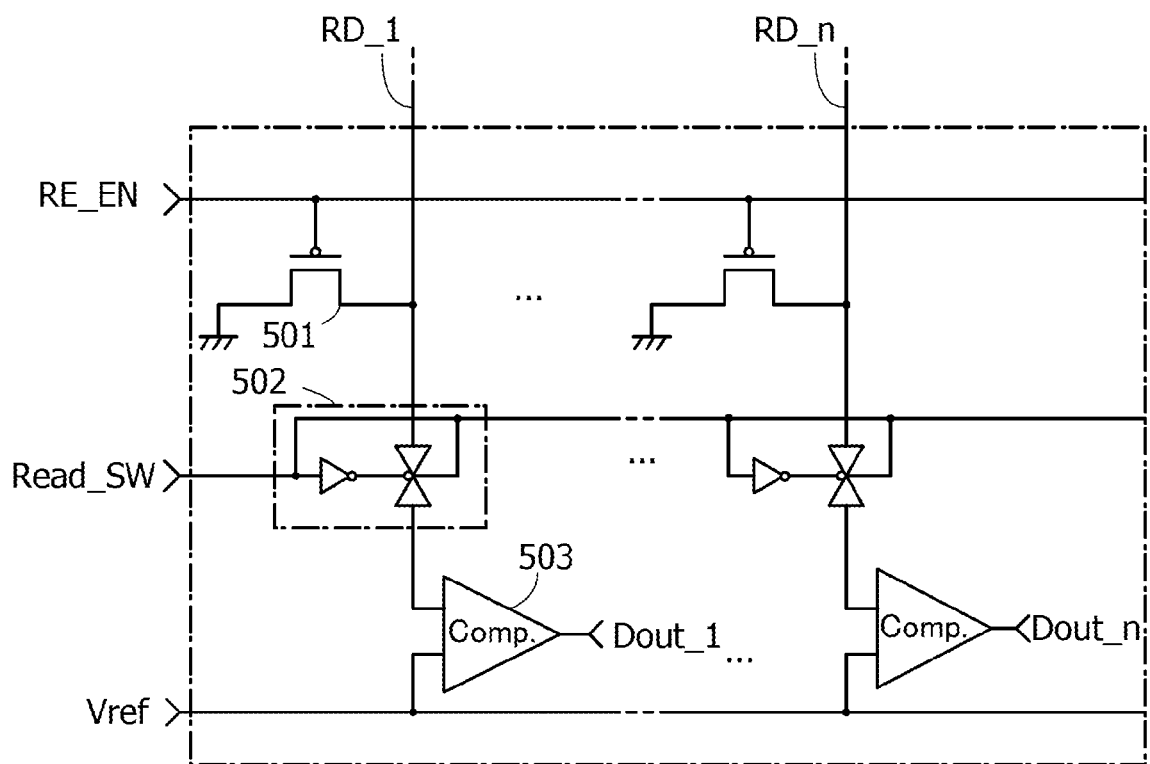 RD_1
RD_n
RE_EN
...
501
502
Read_SW
...
503
Comp.
Dout_1
...
Comp.
Dout_n
Vref